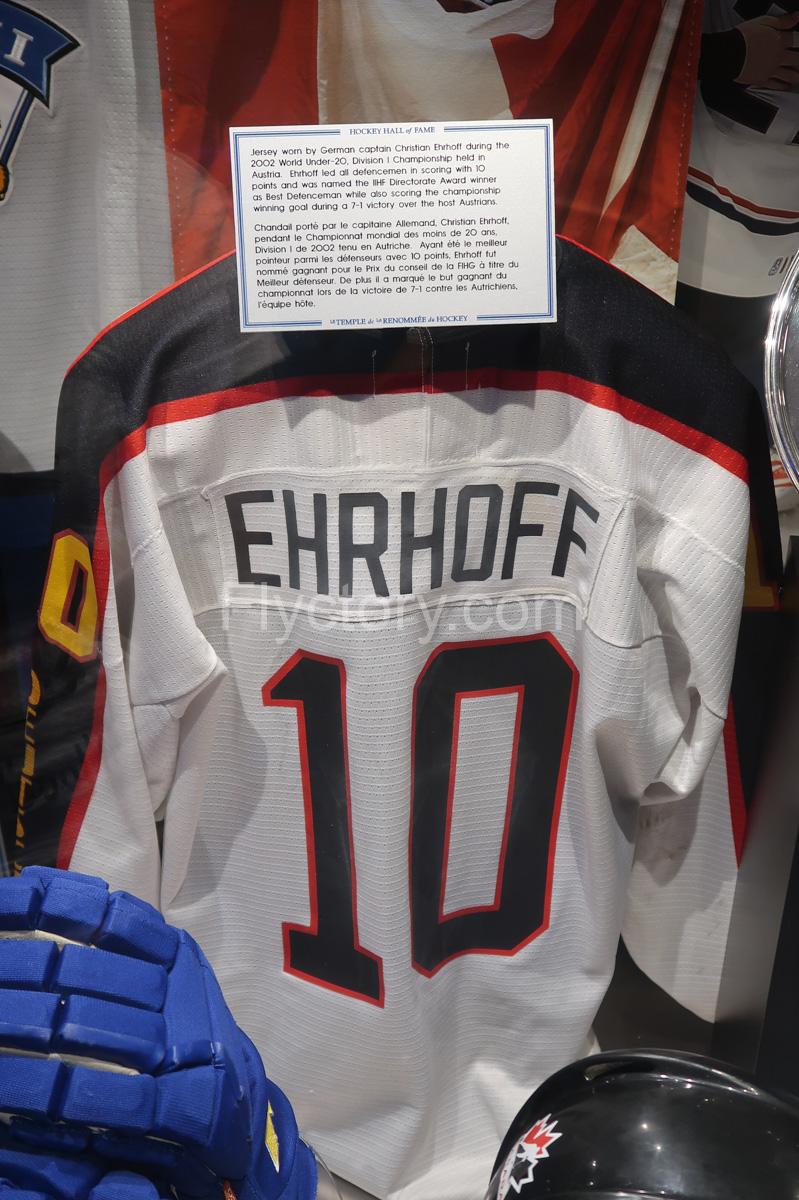 HOCKEY HALL of FAME
Jersey worn by German captain Christian Ehrhoff during the
2002 World Under-20, Division I Championship held in
Austria. Ehrhoff led all defencemen in scoring with 10
points and was named the IIHF Directorate Award winner
as Best Defenceman while also scoring the championship
winning goal during a 7-1 victory over the host Austrians.
Chandail porté par le capitaine Allemand, Christian Ehrhoff,
pendant le Championnat mondial des moins de 20 ans,
Division I de 2002 tenu en Autriche. Ayant été le meilleur
pointeur parmi les défenseurs avec 10 points, Ehrhoff fut
nommé gagnant pour le Prix du conseil de la FIHG à titre du
Meilleur défenseur. De plus il a marqué le but gagnant du
championnat lors de la victoire de 7-1 contre les Autrichiens,
l'équipe hôte.
LE TEMPLE de LA RENOMMÉE du HOCKEY
EHRHOFF
Flyctory.com
10
0